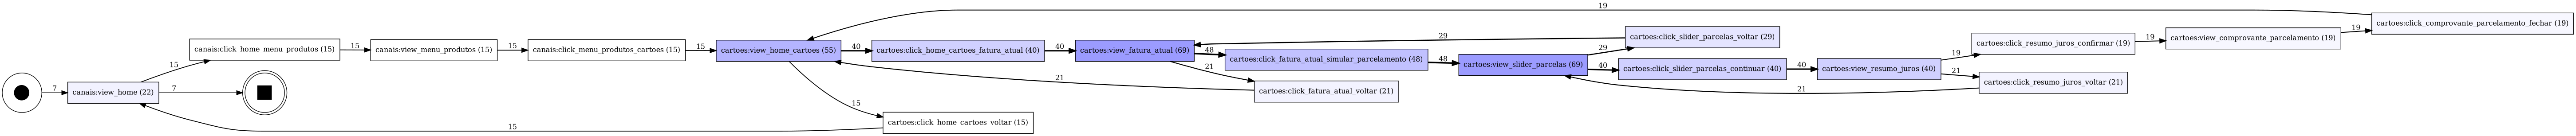 19
cartoes:click_comprovante_parcelamento_fechar (19)
cartoes:click_slider_parcelas_voltar (29)
19
cartoes:view_comprovante_parcelamento (19)
29
19
cartoes:click_resumo_juros_confirmar (19)
canais:click_home_menu_produtos (15)
15
canais:view_menu_produtos (15)
15
canais:click_menu_produtos_cartoes (15)
15
cartoes:view_home_cartoes (55)
40
cartoes:click_home_cartoes_fatura_atual (40)
40
cartoes:view_fatura_atual (69)
48
cartoes:click_fatura_atual_simular_parcelamento (48)
48
cartoes:view_slider_parcelas (69)
29
40
cartoes:click_slider_parcelas_continuar (40)
40
cartoes:view_resumo_juros (40)
19
21
cartoes:click_resumo_juros_voltar (21)
15
21
21
21
7
canais:view_home (22)
7
cartoes:click_fatura_atual_voltar (21)
15
cartoes:click_home_cartoes_voltar (15)
15